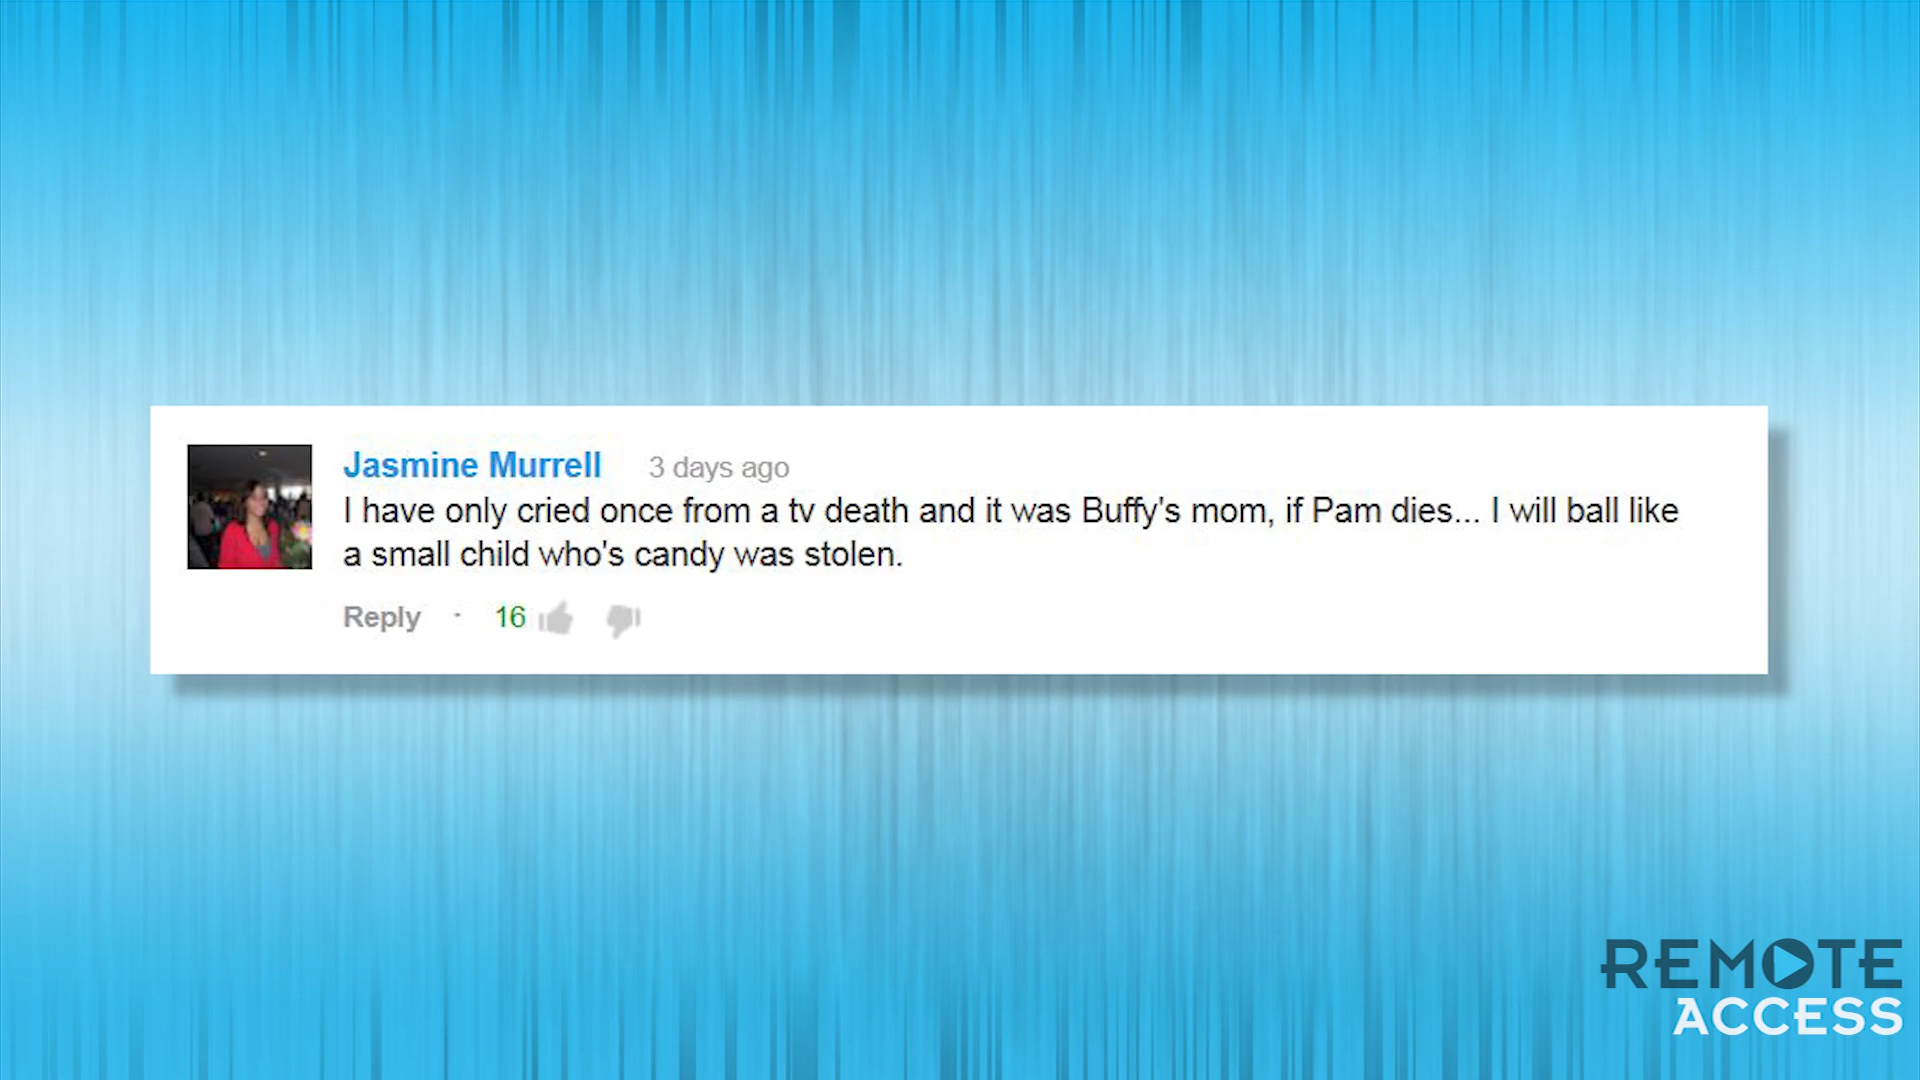 Jasmine Murrell 3 days ago
I have only cried once from a tv death and it was Buffy's mom, if Pam dies... I will ball like
a small child who's candy was stolen.
Reply · 16
REMOTE
ACCESS